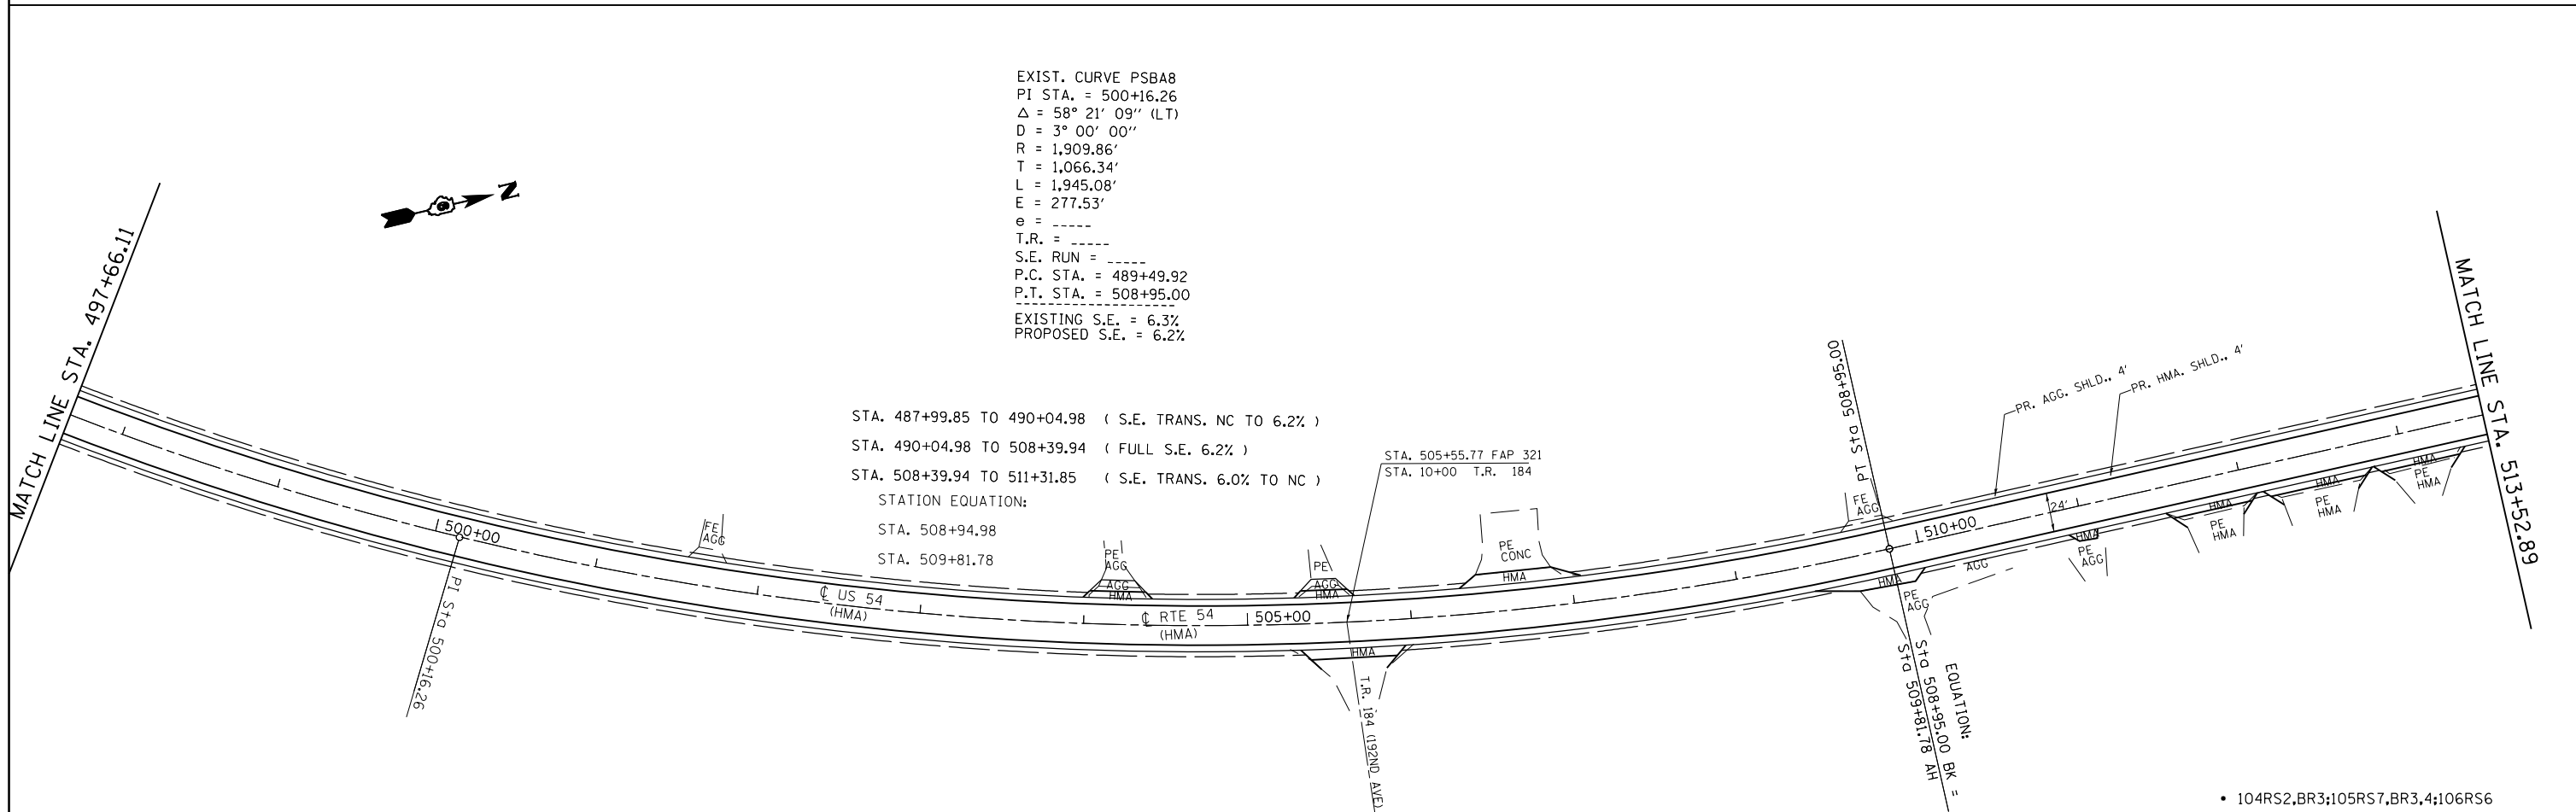 EXIST. CURVE PSBA8
PI STA. = 500+16.26
Δ = 58° 21' 09" (LT)
D = 3° 00' 00"
R = 1,909.86'
T = 1,066.34'
L = 1,945.08'
E = 277.53'
e = _____
T.R. = _____
S.E. RUN = _____
P.C. STA. = 489+49.92
P.T. STA. = 508+95.00
--------------------
EXISTING S.E. = 6.3%
PROPOSED S.E. = 6.2%
N
MATCH LINE STA. 497+66.11
STA. 487+99.85 TO 490+04.98 ( S.E. TRANS. NC TO 6.2% )
STA. 490+04.98 TO 508+39.94 ( FULL S.E. 6.2% )
STA. 508+39.94 TO 511+31.85 ( S.E. TRANS. 6.0% TO NC )
STATION EQUATION:
STA. 508+94.98
STA. 509+81.78
STA. 505+55.77 FAP 321
STA. 10+00 T.R. 184
PT Sta 508+95.00
PR. AGG. SHLD., 4'
PR. HMA. SHLD., 4'
MATCH LINE STA. 513+52.89
500+00
PI Sta 500+16.26
FE
AGG
℄ US 54
(HMA)
PE
AGG
AGG
HMA
℄ RTE 54
(HMA)
505+00
PE
AGG
HMA
HMA
T.R. 184 (192ND AVE)
PE
CONC
HMA
FE
AGG
510+00
24'
HMA
AGG
PE
AGG
EQUATION:
Sta 508+95.00 BK =
Sta 509+81.78 AH
HMA
PE
AGG
HMA
PE
HMA
HMA
PE
HMA
HMA
PE
HMA
• 104RS2,BR3;105RS7,BR3,4;106RS6